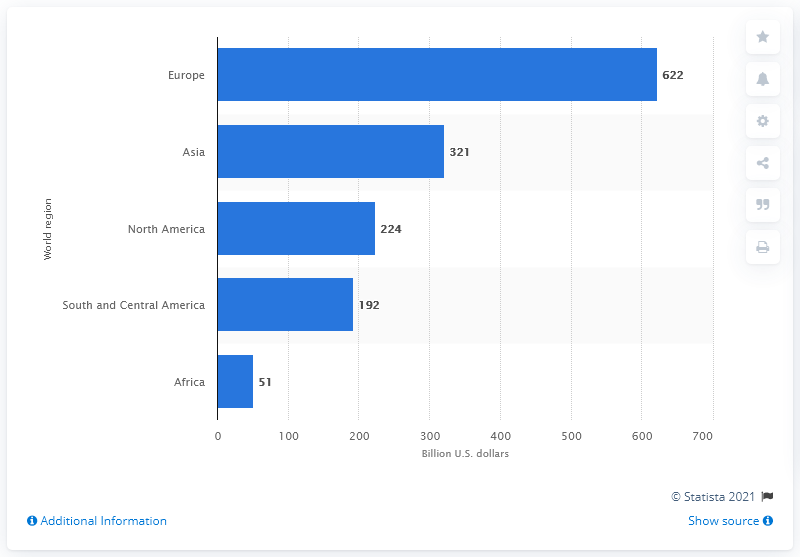 Europe 622
Asia 321
World region
North America 224
South and Central America 192
Africa 51
0 100 200 300 400 500 600 700
Billion U.S. dollars
© Statista 2021
Additional Information
Show source